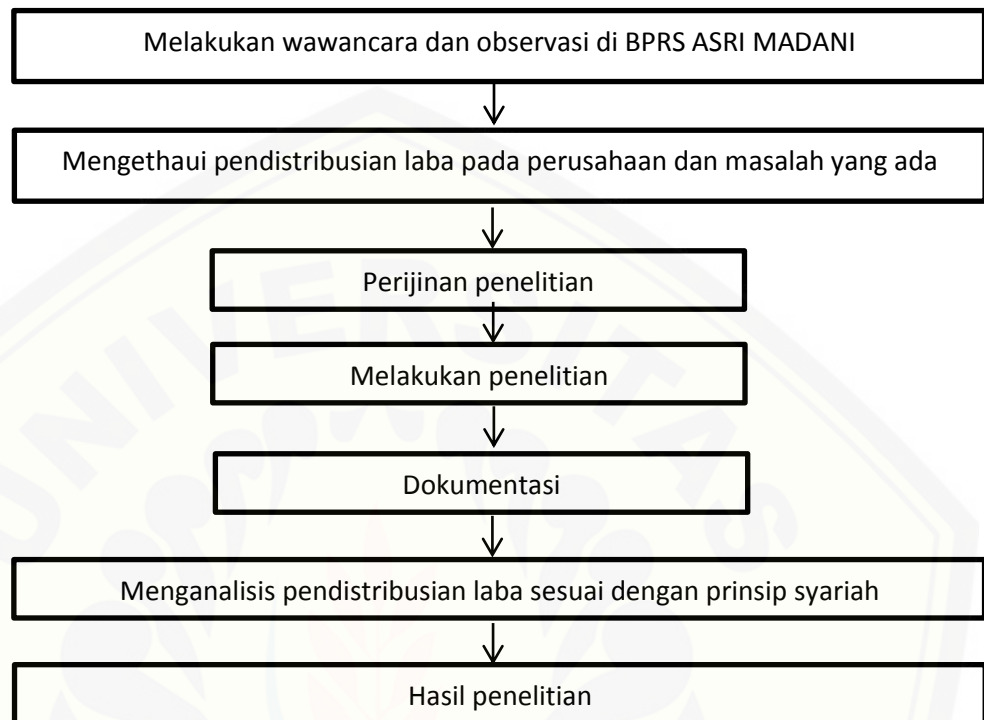 Melakukan wawancara dan observasi di BPRS ASRI MADANI
Mengethaui pendistribusian laba pada perusahaan dan masalah yang ada
Perijinan penelitian
Melakukan penelitian
Dokumentasi
Menganalisis pendistribusian laba sesuai dengan prinsip syariah
Hasil penelitian
UNIVERSITAS